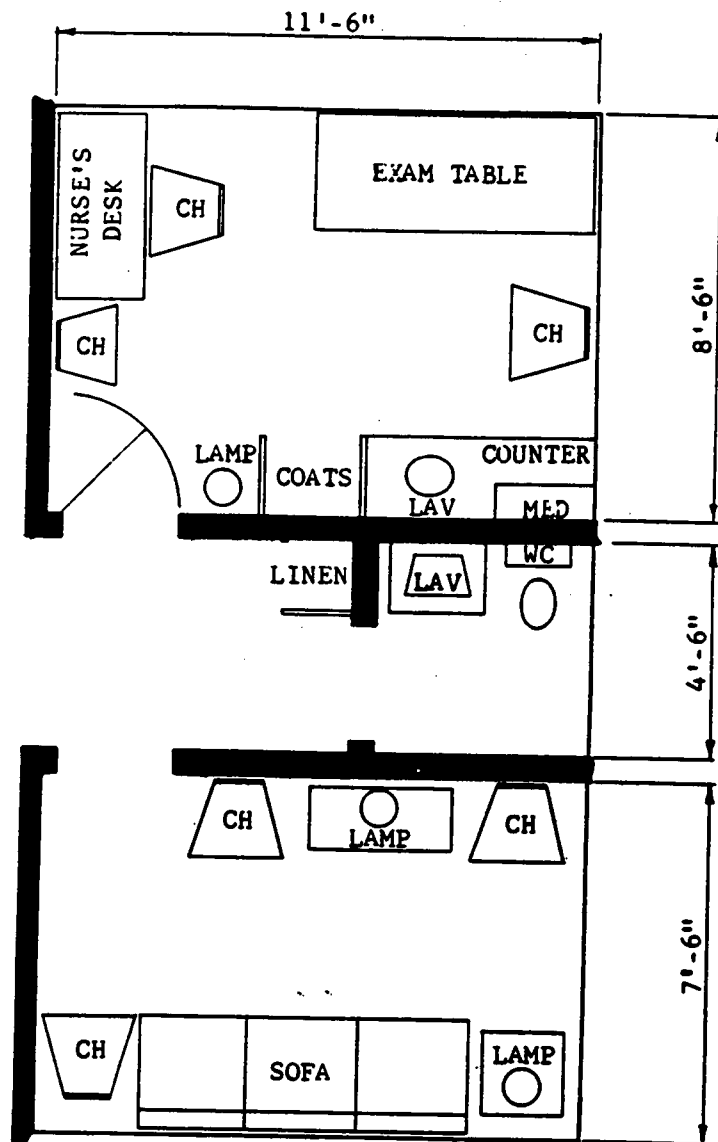 11'-6"
NURSE'S
DESK
CH
EXAM TABLE
8'-6"
CH
CH
LAMP
COATS
COUNTER
LAV
MED
WC
LINEN
LAV
4'-6"
CH
LAMP
CH
7'-6"
CH
SOFA
LAMP